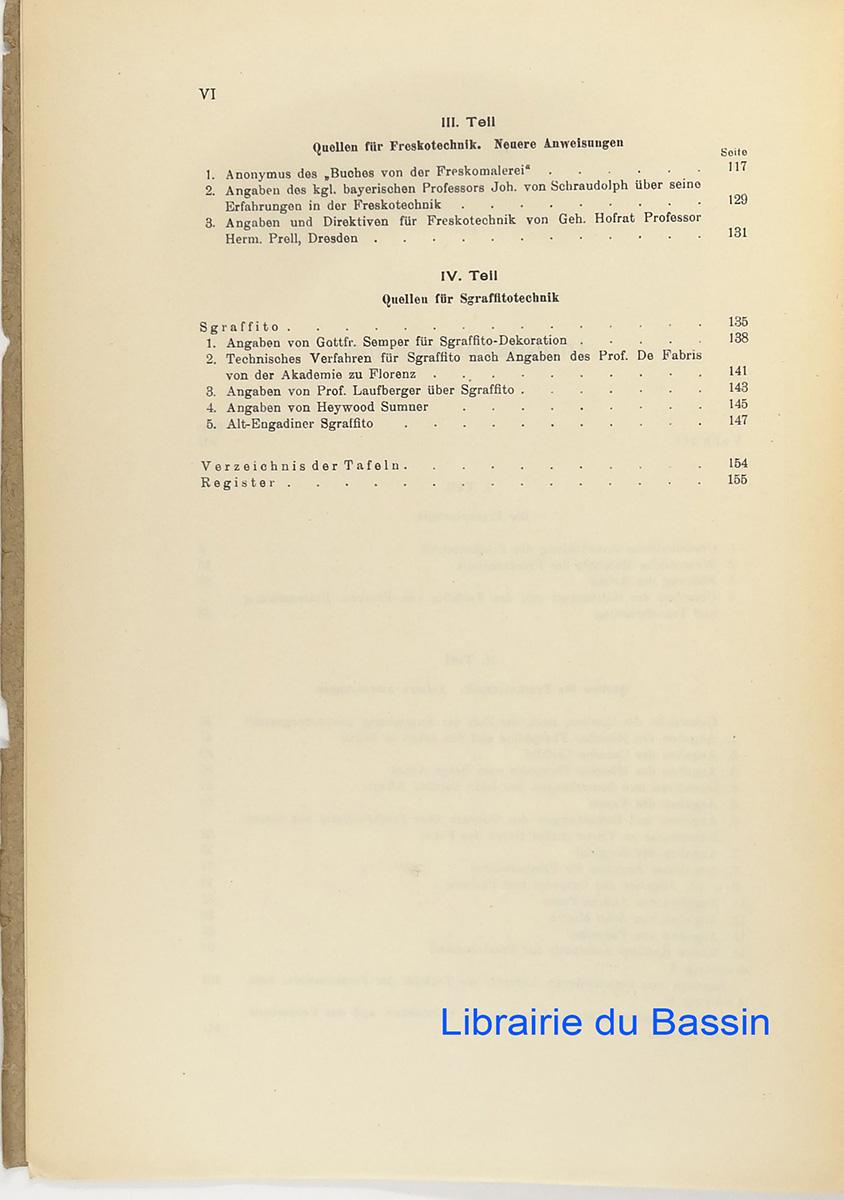 VI
III. Teil
Quellen für Freskotechnik. Neuere Anweisungen
Seite
1. Anonymus des „Buches von der Freskomalerei“ . . . . . . 117
2. Angaben des kgl. bayerischen Professors Joh. von Schraudolph über seine
Erfahrungen in der Freskotechnik . . . . . . . . . 129
3. Angaben und Direktiven für Freskotechnik von Geh. Hofrat Professor
Herm. Prell, Dresden . . . . . . . . . . . . 131
IV. Teil
Quellen für Sgraffitotechnik
Sgraffito . . . . . . . . . . . . . . . 135
1. Angaben von Gottfr. Semper für Sgraffito-Dekoration . . . . . 138
2. Technisches Verfahren für Sgraffito nach Angaben des Prof. De Fabris
von der Akademie zu Florenz . . . . . . . . . . 141
3. Angaben von Prof. Laufberger über Sgraffito . . . . . . . 143
4. Angaben von Heywood Sumner . . . . . . . . . 145
5. Alt-Engadiner Sgraffito . . . . . . . . . . . 147
Verzeichnis der Tafeln . . . . . . . . . . . 154
Register . . . . . . . . . . . . . . . 155
Librairie du Bassin